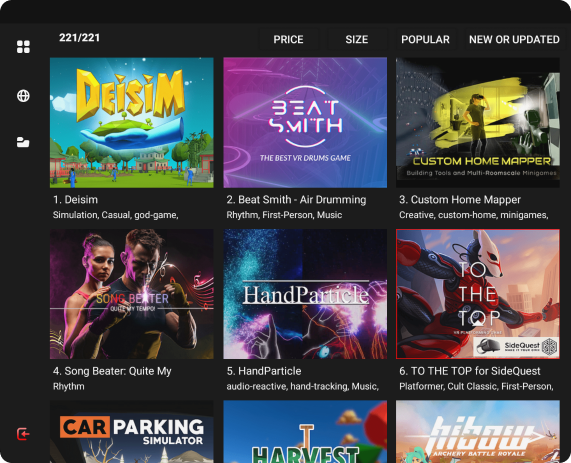 221/221
PRICE
SIZE
POPULAR
NEW OR UPDATED
DEISIM
BEAT
SMITH
THE BEST VR DRUMS GAME
CUSTOM HOME MAPPER
Building Tools and Multi-Roomscale Minigames
1. Deisim
Simulation, Casual, god-game,
2. Beat Smith - Air Drumming
Rhythm, First-Person, Music
3. Custom Home Mapper
Creative, custom-home, minigames,
SONG BEATER
QUITE MY TEMPO!
HandParticle
TO
THE
TOP
SideQuest
4. Song Beater: Quite My
Rhythm
5. HandParticle
audio-reactive, hand-tracking, Music,
6. TO THE TOP for SideQuest
Platformer, Cult Classic, First-Person,
CAR PARKING
SIMULATOR
HARVEST
hibow
ARCHERY BATTLE ROYALE